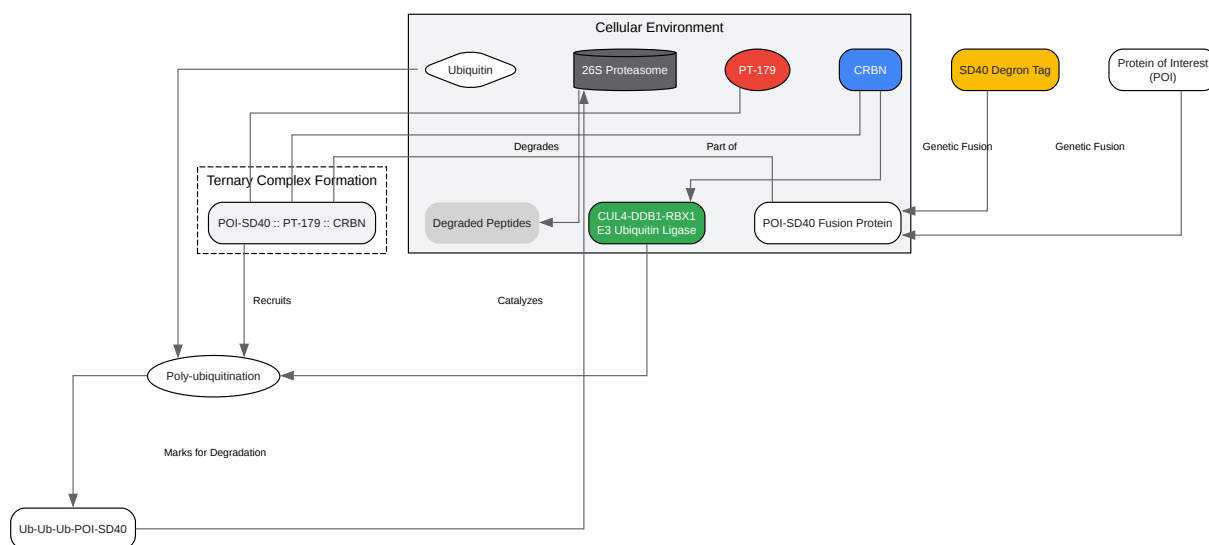 Cellular Environment
Ubiquitin
26S Proteasome
PT-179
CRBN
SD40 Degron Tag
Protein of Interest
(POI)
Degrades
Part of
Genetic Fusion
Genetic Fusion
Ternary Complex Formation
POI-SD40 :: PT-179 :: CRBN
Degraded Peptides
CUL4-DDB1-RBX1
E3 Ubiquitin Ligase
POI-SD40 Fusion Protein
Recruits
Catalyzes
Poly-ubiquitination
Marks for Degradation
Ub-Ub-Ub-POI-SD40